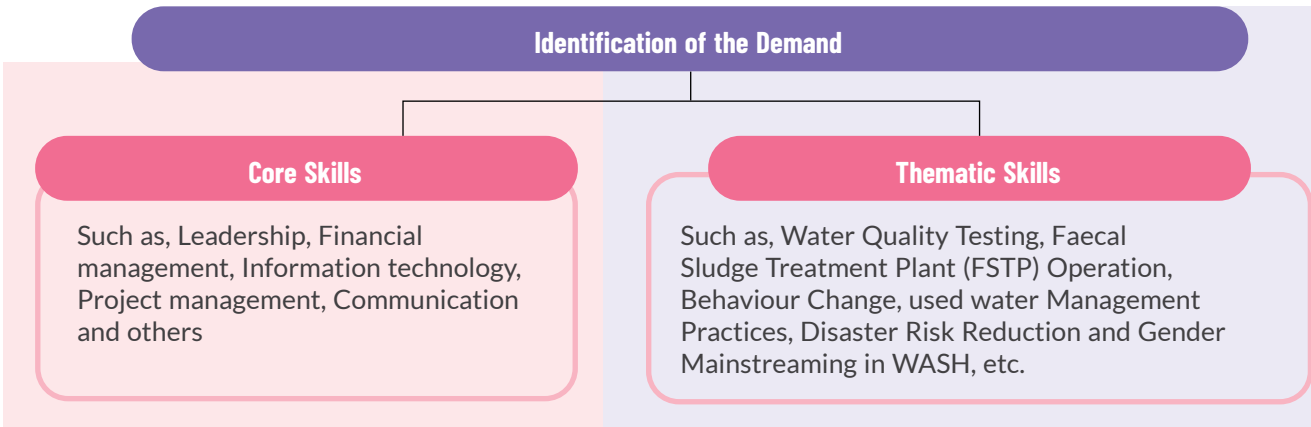 Identification of the Demand
Core Skills
Such as, Leadership, Financial
management, Information technology,
Project management, Communication
and others
Thematic Skills
Such as, Water Quality Testing, Faecal
Sludge Treatment Plant (FSTP) Operation,
Behaviour Change, used water Management
Practices, Disaster Risk Reduction and Gender
Mainstreaming in WASH, etc.